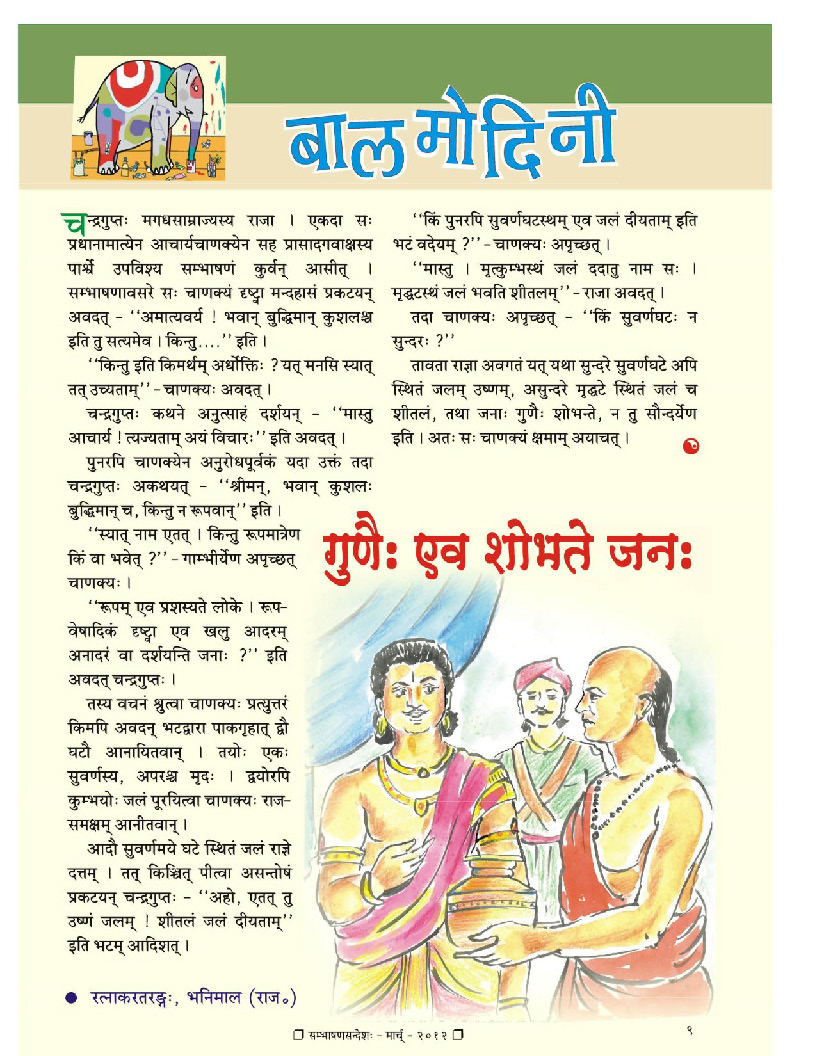 बालमोदिनी
चन्द्रगुप्तः मगधसाम्राज्यस्य राजा । एकदा सः
प्रधानामात्येन आचार्यचाणक्येन सह प्रासादगवाक्षस्य
पार्श्वे उपविश्य सम्भाषणं कुर्वन् आसीत् ।
सम्भाषणावसरे सः चाणक्यं दृष्ट्वा मन्दहासं प्रकटयन्
अवदत् - ‘‘अमात्यवर्य ! भवान् बुद्धिमान् कुशलश्च
इति तु सत्यमेव । किन्तु....’’ इति ।
‘‘किन्तु इति किमर्थम् अर्धोक्तिः ? यत् मनसि स्यात्
तत् उच्यताम्’’ - चाणक्यः अवदत् ।
चन्द्रगुप्तः कथने अनुत्साहं दर्शयन् - ‘‘मास्तु
आचार्य ! त्यज्यताम् अयं विचारः’’ इति अवदत् ।
पुनरपि चाणक्येन अनुरोधपूर्वकं यदा उक्तं तदा
चन्द्रगुप्तः अकथयत् - ‘‘श्रीमन्, भवान् कुशलः
बुद्धिमान् च, किन्तु न रूपवान्’’ इति ।
‘‘स्यात् नाम एतत् । किन्तु रूपमात्रेण
किं वा भवेत् ?’’ - गाम्भीर्येण अपृच्छत्
चाणक्यः ।
‘‘रूपम् एव प्रशस्यते लोके । रूप-
वेषादिकं दृष्ट्वा एव खलु आदरम्
अनादरं वा दर्शयन्ति जनाः ?’’ इति
अवदत् चन्द्रगुप्तः ।
तस्य वचनं श्रुत्वा चाणक्यः प्रत्युत्तरं
किमपि अवदन् भटद्वारा पाकगृहात् द्वौ
घटौ आनायितवान् । तयोः एकः
सुवर्णस्य, अपरश्च मृदः । द्वयोरपि
कुम्भयोः जलं पूरयित्वा चाणक्यः राज-
समक्षम् आनीतवान् ।
आदौ सुवर्णमये घटे स्थितं जलं राज्ञे
दत्तम् । तत् किञ्चित् पीत्वा असन्तोषं
प्रकटयन् चन्द्रगुप्तः - ‘‘अहो, एतत् तु
उष्णं जलम् ! शीतलं जलं दीयताम्’’
इति भटम् आदिशत् ।
‘‘किं पुनरपि सुवर्णघटस्थम् एव जलं दीयताम् इति
भटं वदेयम् ?’’ - चाणक्यः अपृच्छत् ।
‘‘मास्तु । मृत्कुम्भस्थं जलं ददातु नाम सः ।
मृद्घटस्थं जलं भवति शीतलम्’’ - राजा अवदत् ।
तदा चाणक्यः अपृच्छत् - ‘‘किं सुवर्णघटः न
सुन्दरः ?’’
तावता राज्ञा अवगतं यत् यथा सुन्दरे सुवर्णघटे अपि
स्थितं जलम् उष्णम्, असुन्दरे मृद्घटे स्थितं जलं च
शीतलं, तथा जनाः गुणैः शोभन्ते, न तु सौन्दर्येण
इति । अतः सः चाणक्यं क्षमाम् अयाचत् ।
गुणैः एव शोभते जनः
● रत्नाकरतरङ्गः, भनिमाल (राज॰)
❐ सम्भाषणसन्देशः - मार्च् - २०१२ ❐
९